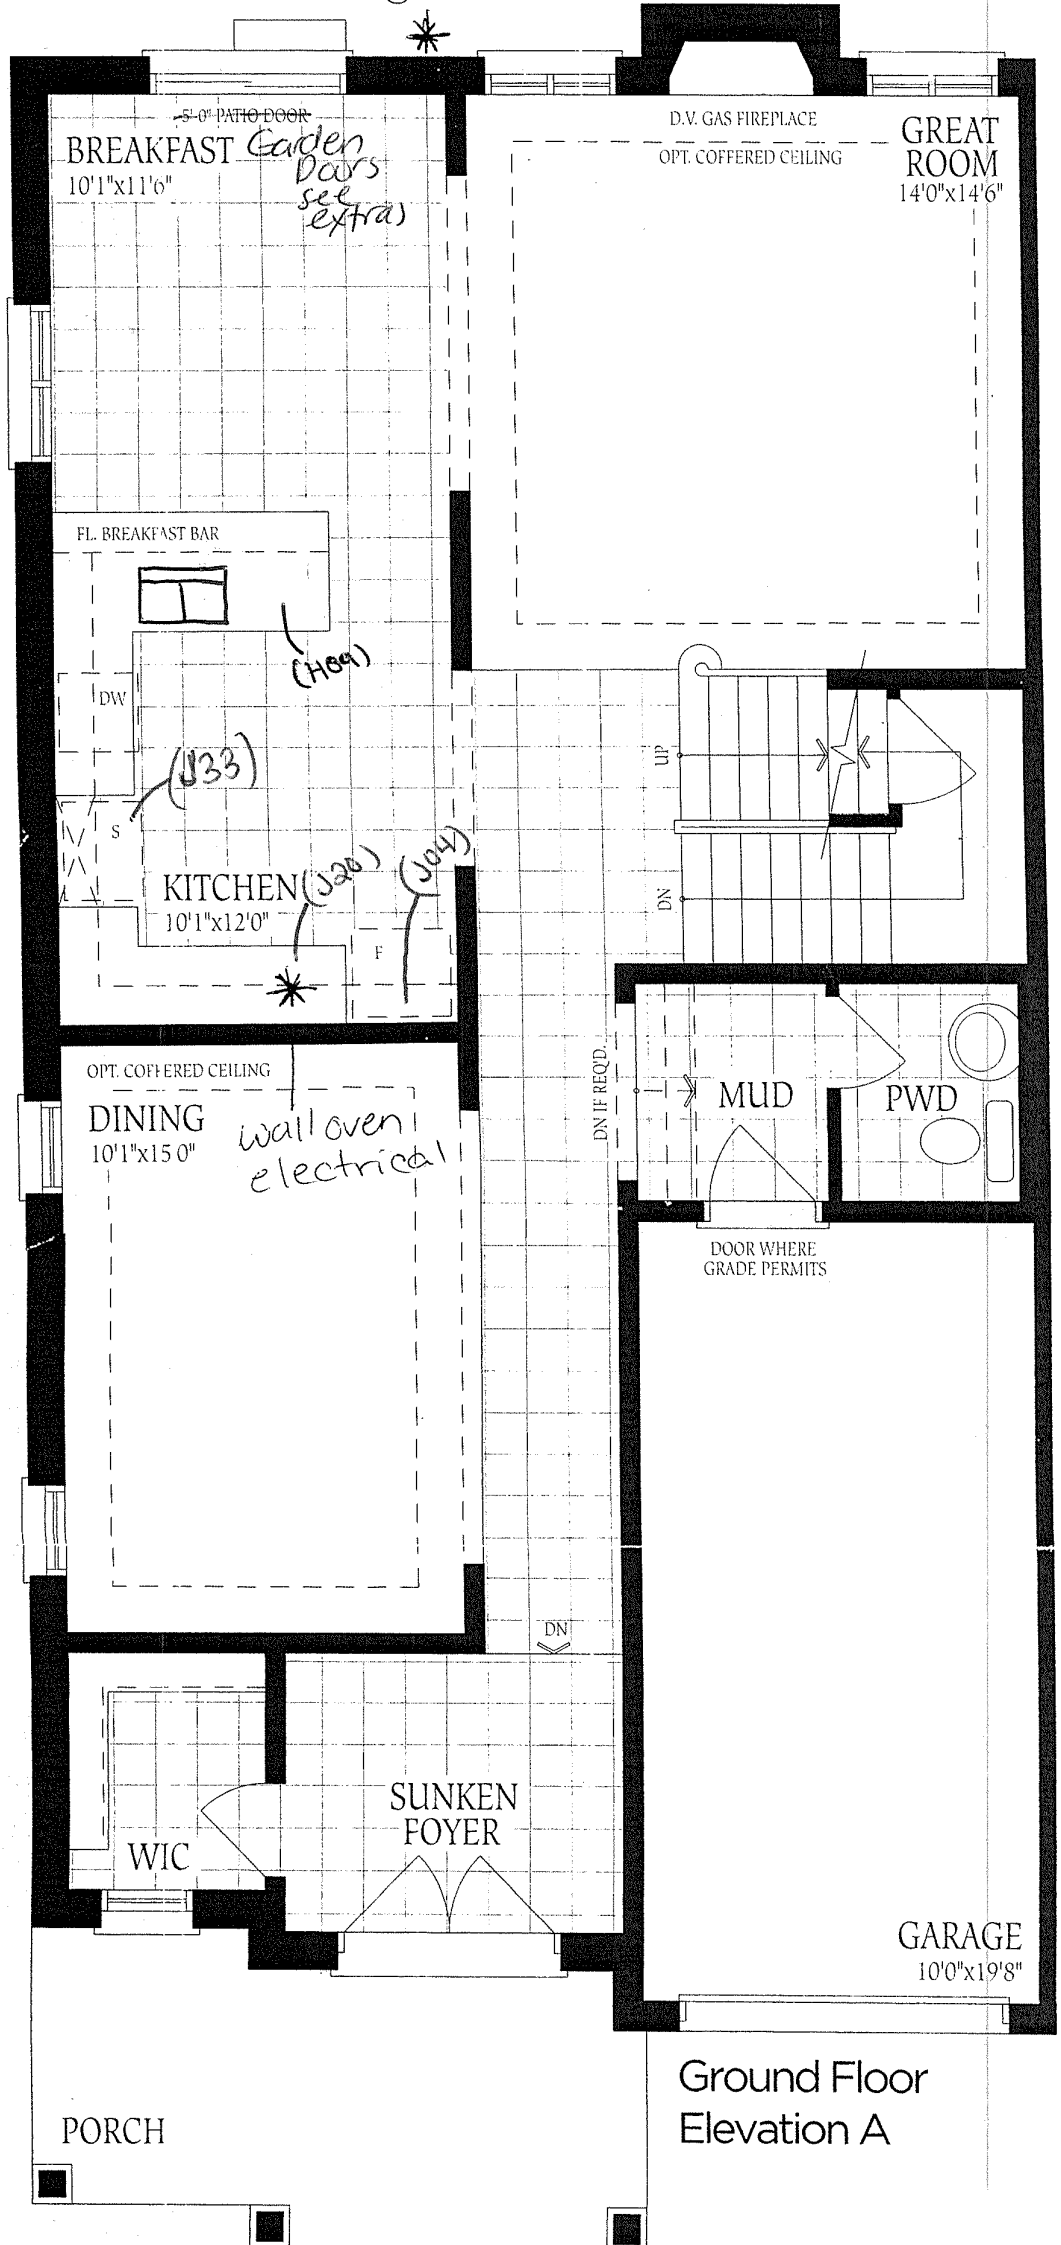 5'0" PATIO DOOR
BREAKFAST
10'1"x11'6"
Garden
Doors
see
extras
D.V. GAS FIREPLACE
OPT. COFFERED CEILING
GREAT
ROOM
14'0"x14'6"
FL. BREAKFAST BAR
(H09)
DW
(J33)
S
KITCHEN
10'1"x12'0"
(J20)
(J04)
F
UP
DN
OPT. COFFERED CEILING
DINING
10'1"x15'0"
wall oven
electrical
DN IF REQ'D.
MUD
PWD
DOOR WHERE
GRADE PERMITS
DN
WIC
SUNKEN
FOYER
GARAGE
10'0"x19'8"
PORCH
Ground Floor
Elevation A